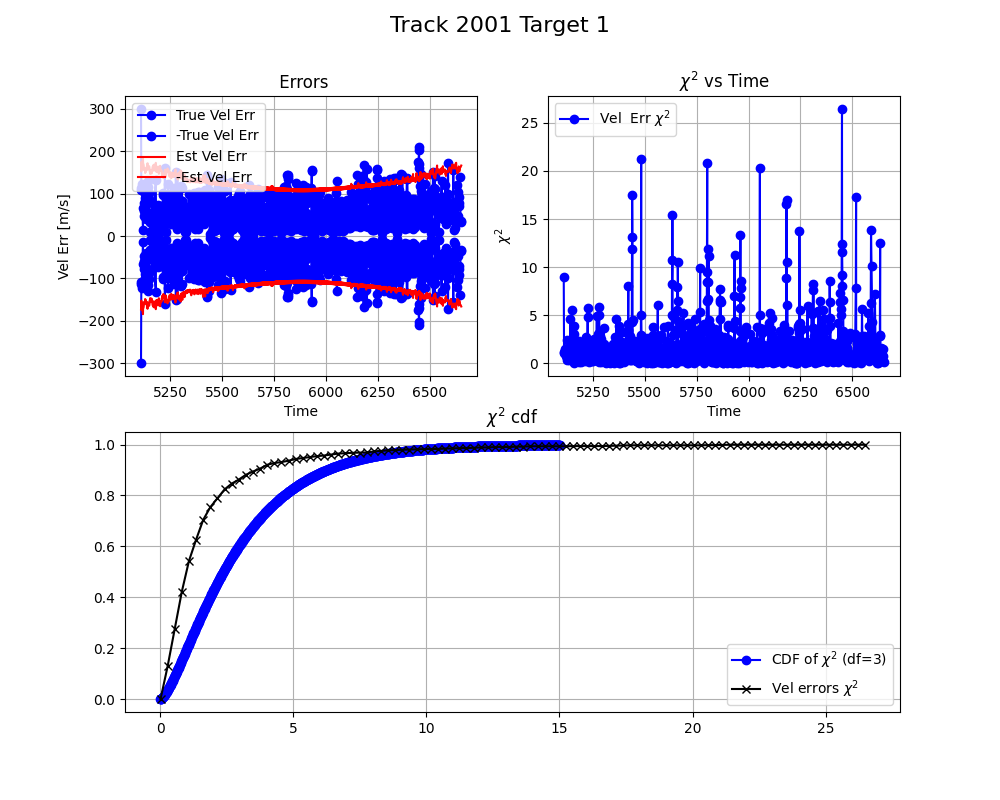 Track 2001 Target 1
Errors
300
200
100
0
−100
−200
−300
Vel Err [m/s]
True Vel Err
-True Vel Err
Est Vel Err
-Est Vel Err
5250 5500 5750 6000 6250 6500
Time
χ² vs Time
25
20
15
10
5
0
χ²
Vel Err χ²
5250 5500 5750 6000 6250 6500
Time
χ² cdf
1.0
0.8
0.6
0.4
0.2
0.0
CDF of χ² (df=3)
Vel errors χ²
0 5 10 15 20 25